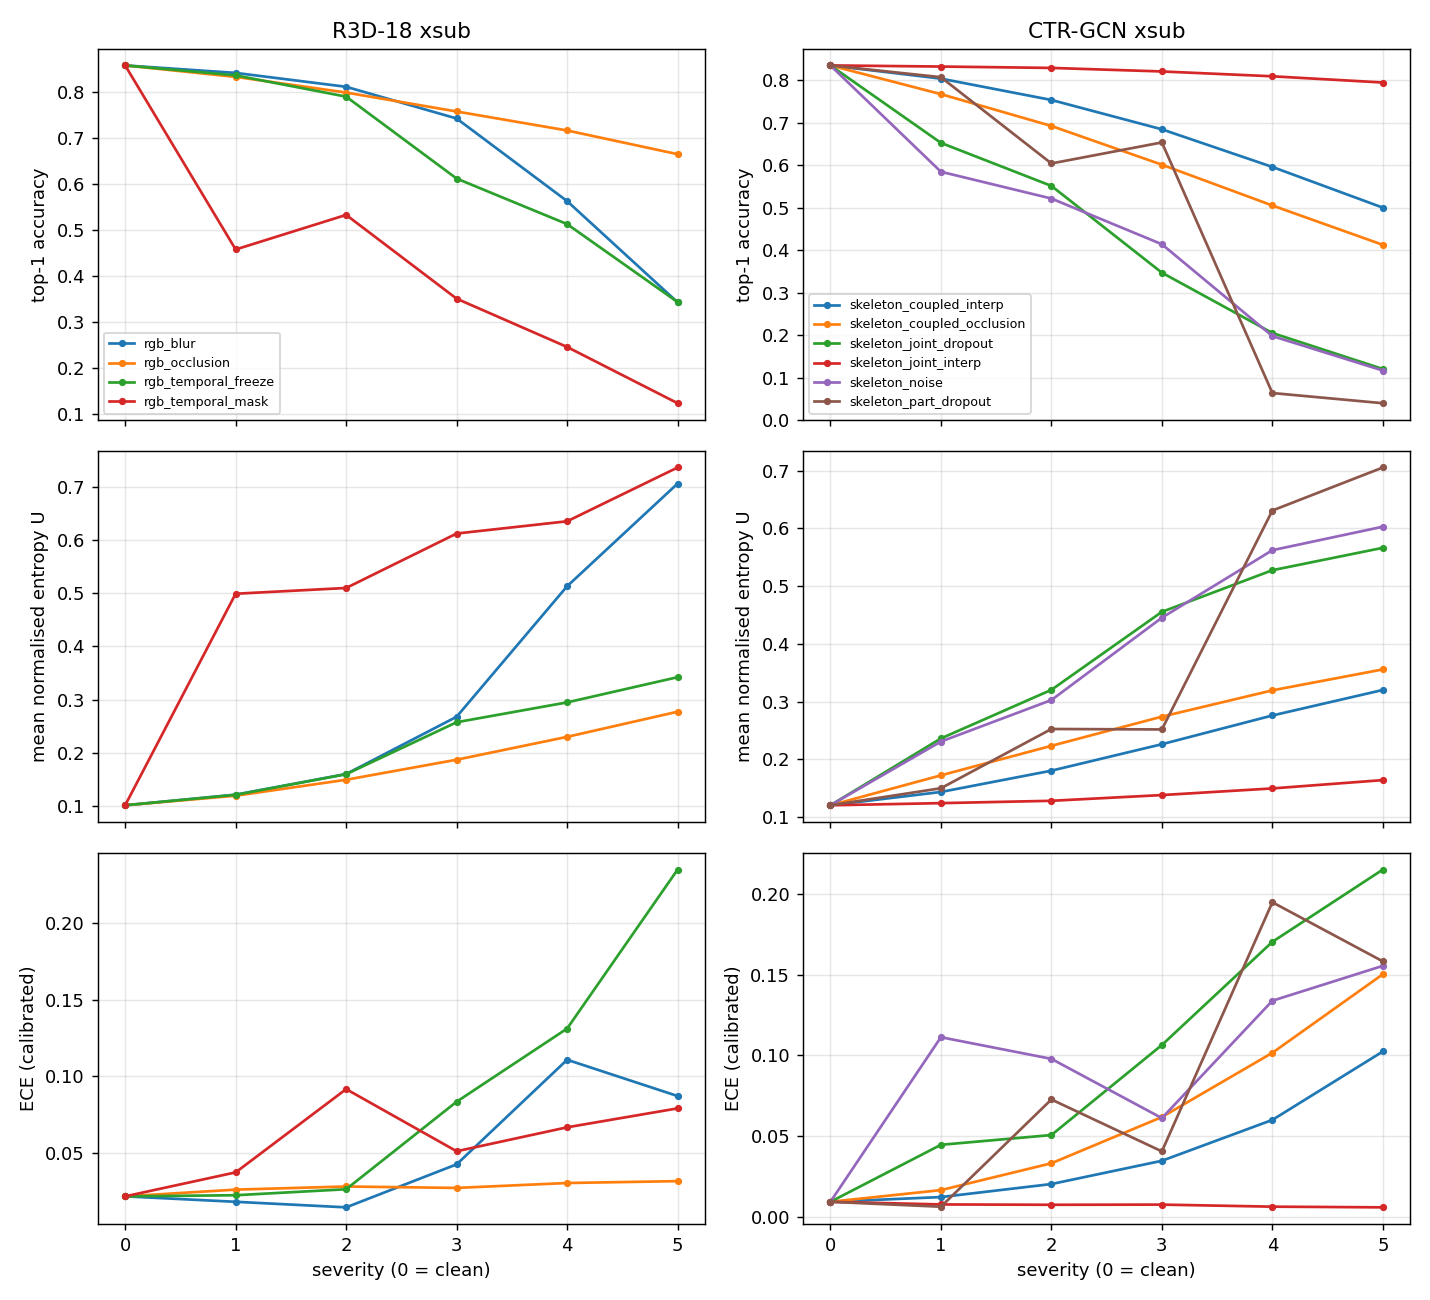 R3D-18 xsub
top-1 accuracy
0.8
0.7
0.6
0.5
0.4
0.3
0.2
0.1
rgb_blur
rgb_occlusion
rgb_temporal_freeze
rgb_temporal_mask
CTR-GCN xsub
top-1 accuracy
0.8
0.7
0.6
0.5
0.4
0.3
0.2
0.1
0.0
skeleton_coupled_interp
skeleton_coupled_occlusion
skeleton_joint_dropout
skeleton_joint_interp
skeleton_noise
skeleton_part_dropout
mean normalised entropy U
0.7
0.6
0.5
0.4
0.3
0.2
0.1
mean normalised entropy U
0.7
0.6
0.5
0.4
0.3
0.2
0.1
ECE (calibrated)
0.20
0.15
0.10
0.05
0 1 2 3 4 5
severity (0 = clean)
ECE (calibrated)
0.20
0.15
0.10
0.05
0.00
0 1 2 3 4 5
severity (0 = clean)